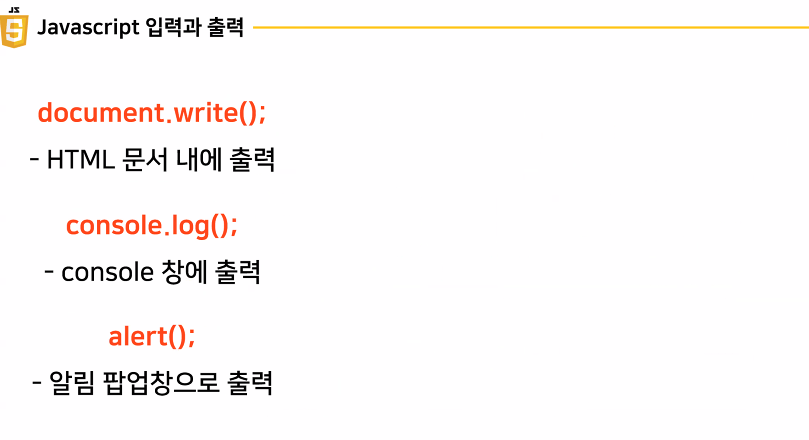 JS
5
Javascript 입력과 출력
document.write();
- HTML 문서 내에 출력
console.log();
- console 창에 출력
alert();
- 알림 팝업창으로 출력